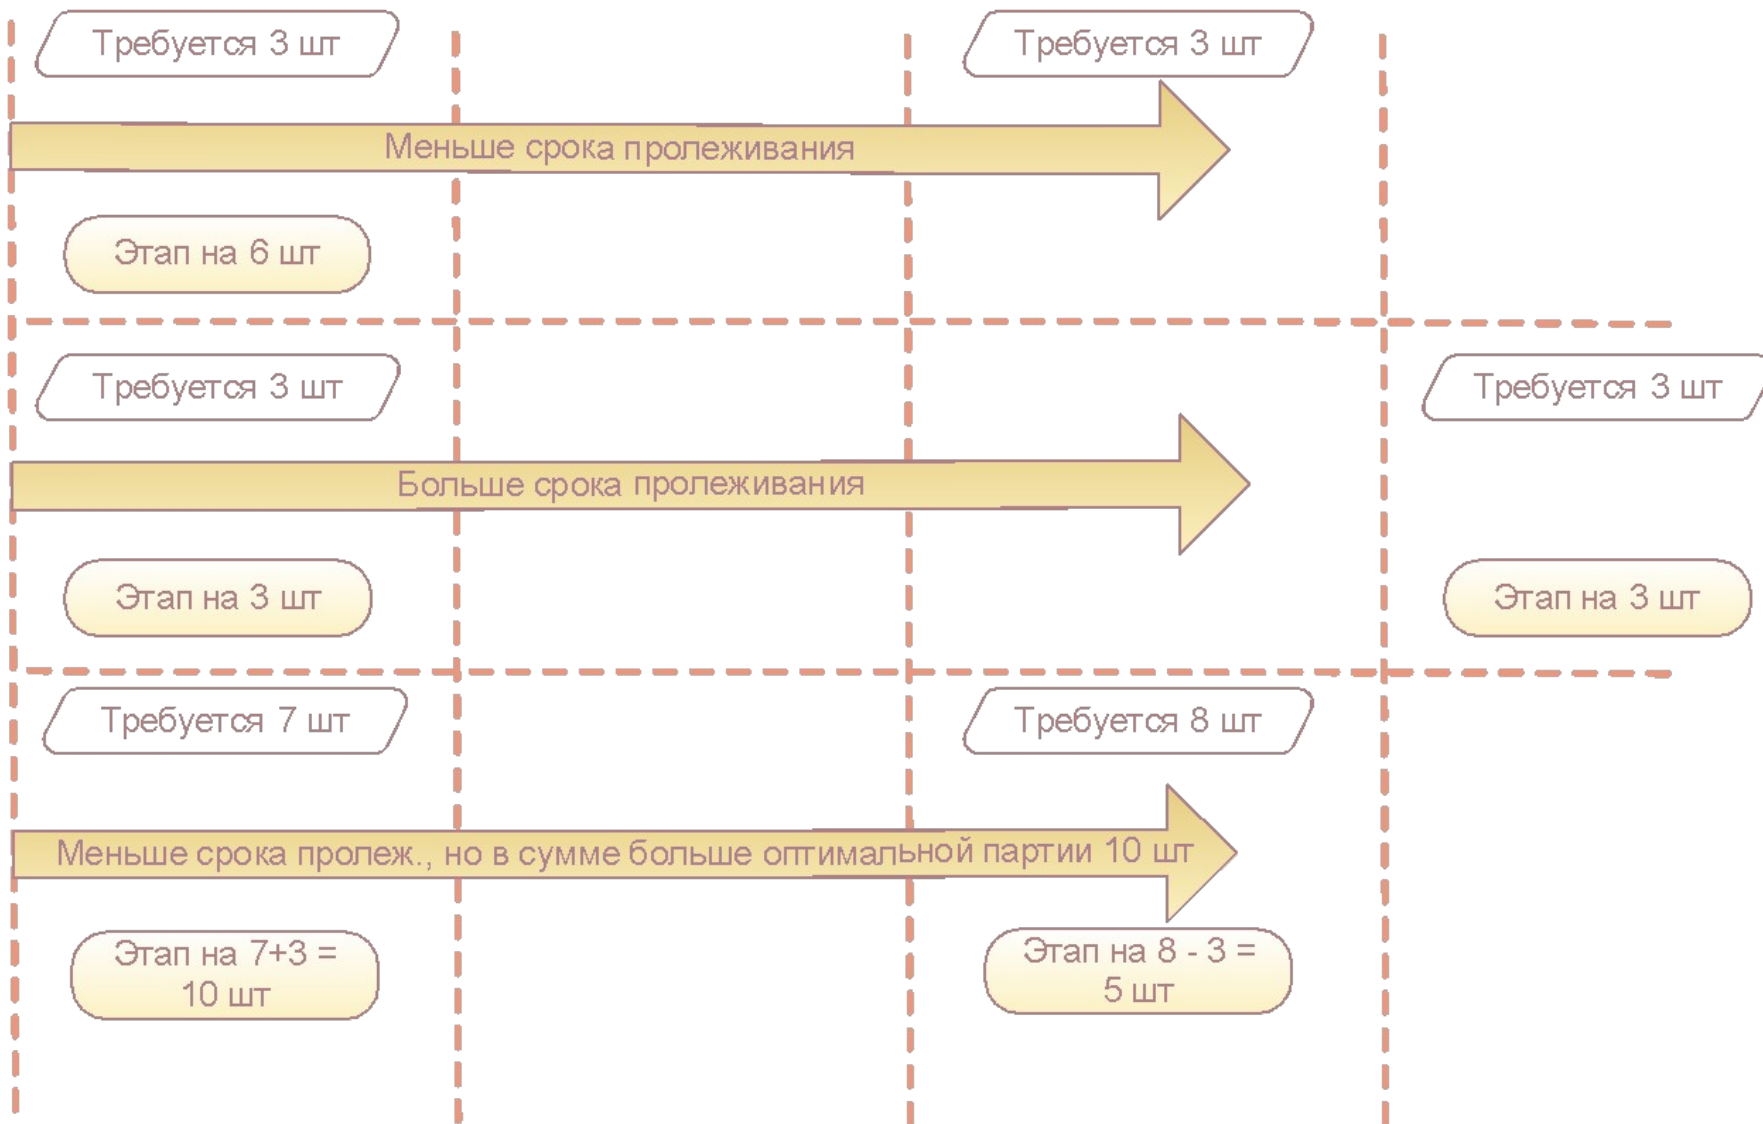 Требуется 3 шт
Требуется 3 шт
Меньше срока пролеживания
Этап на 6 шт
Требуется 3 шт
Требуется 3 шт
Больше срока пролеживания
Этап на 3 шт
Этап на 3 шт
Требуется 7 шт
Требуется 8 шт
Меньше срока пролеж., но в сумме больше оптимальной партии 10 шт
Этап на 7+3 =
10 шт
Этап на 8 - 3 =
5 шт